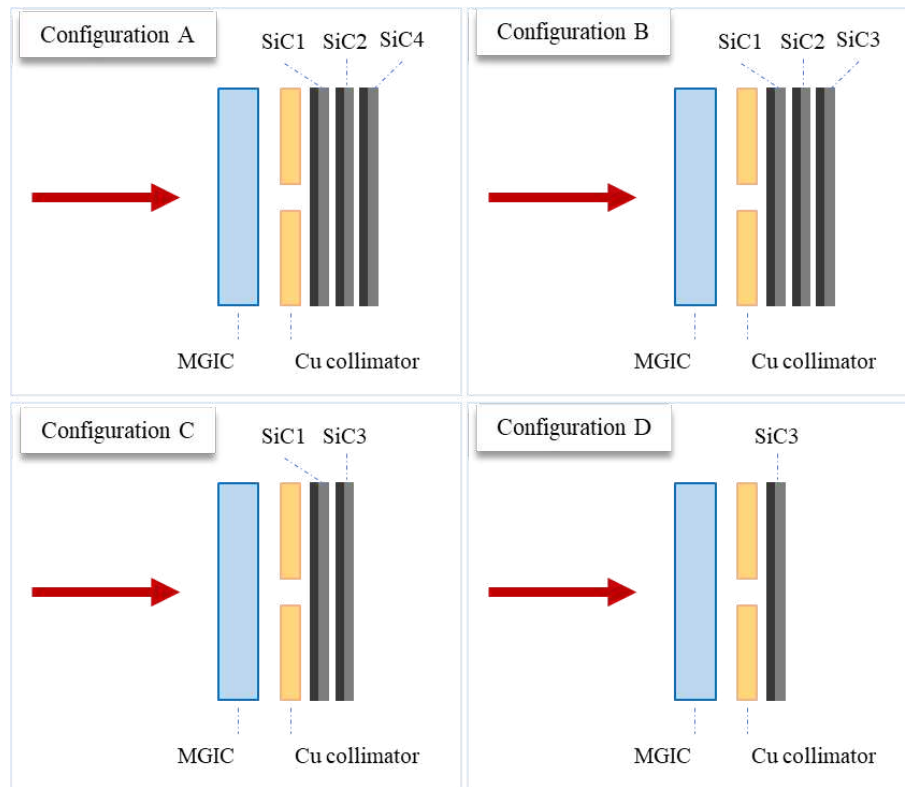 Configuration A
SiC1 SiC2 SiC4
MGIC Cu collimator
Configuration B
SiC1 SiC2 SiC3
MGIC Cu collimator
Configuration C
SiC1 SiC3
MGIC Cu collimator
Configuration D
SiC3
MGIC Cu collimator